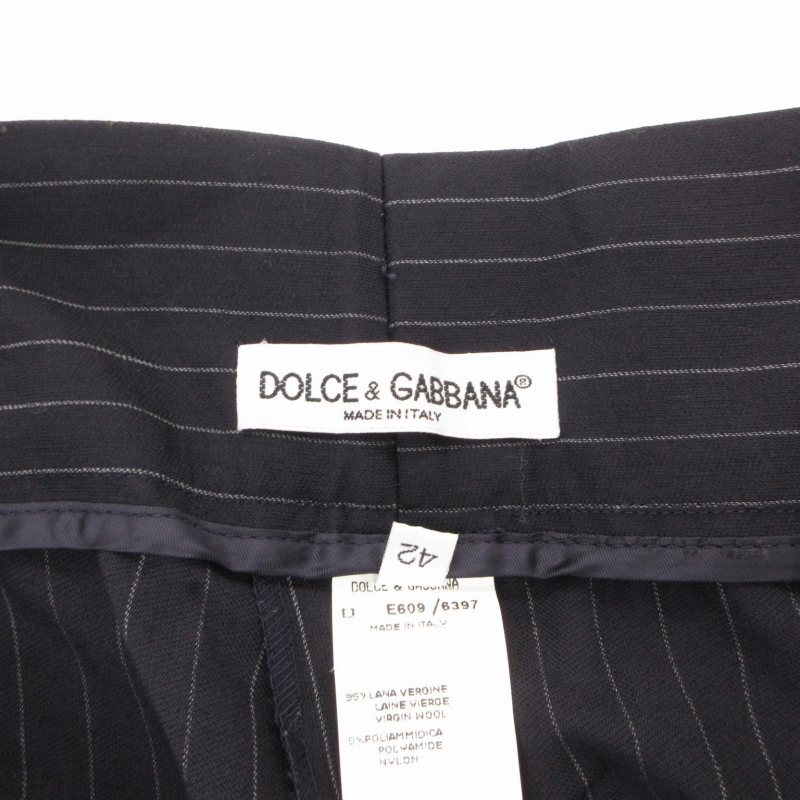 DOLCE & GABBANA®
MADE IN ITALY
42
DOLCE & GABBANA
D E609 /6397
MADE IN ITALY
95% LANA VERGINE
LAINE VIERGE
VIRGIN WOOL
5% POLIAMMIDICA
POLYAMIDE
NYLON